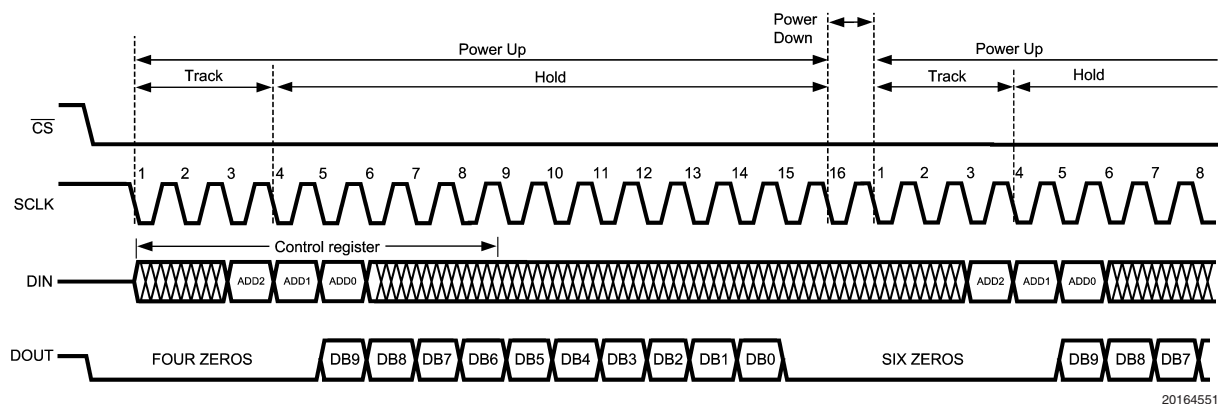 Power Down
Power Up
Power Up
Track
Hold
Track
Hold
CS
SCLK
1 2 3 4 5 6 7 8 9 10 11 12 13 14 15 16 1 2 3 4 5 6 7 8
Control register
DIN
ADD2 ADD1 ADD0 ADD2 ADD1 ADD0
DOUT
FOUR ZEROS DB9 DB8 DB7 DB6 DB5 DB4 DB3 DB2 DB1 DB0 SIX ZEROS DB9 DB8 DB7
20164551